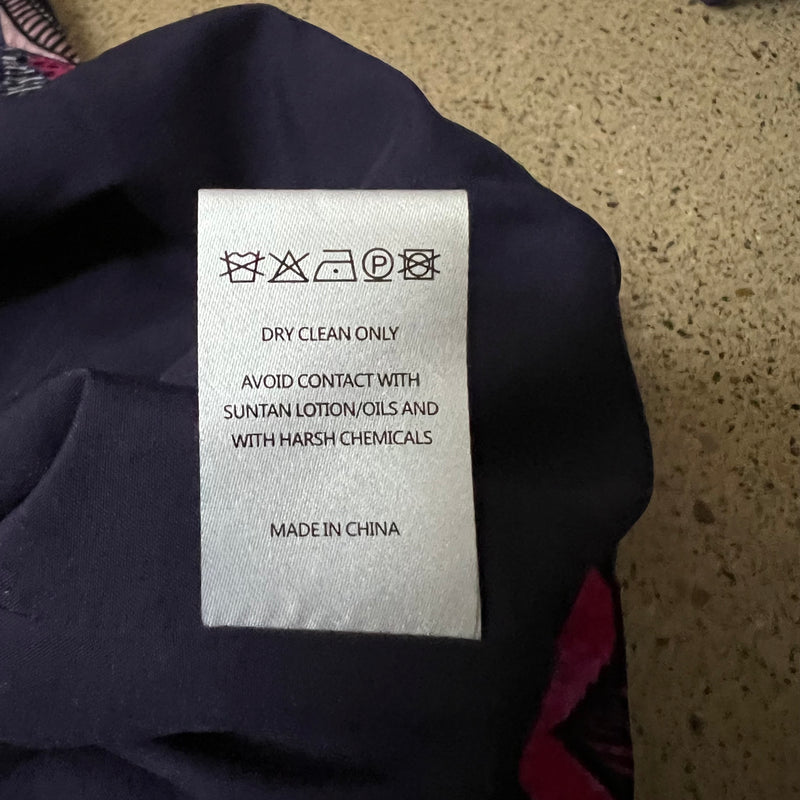 P
DRY CLEAN ONLY
AVOID CONTACT WITH
SUNTAN LOTION/OILS AND
WITH HARSH CHEMICALS
MADE IN CHINA